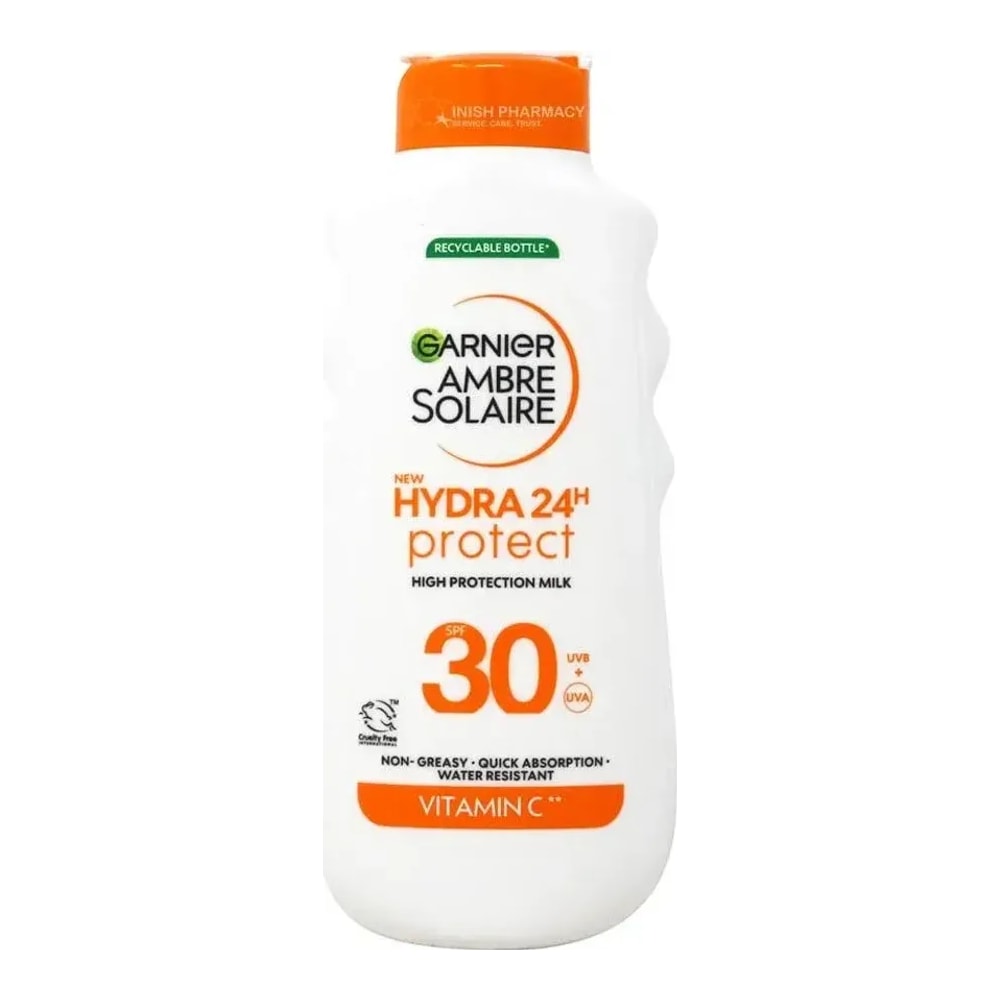 INISH PHARMACY
SERVICE. CARE. TRUST.
RECYCLABLE BOTTLE*
GARNIER
AMBRE
SOLAIRE
NEW
HYDRA 24H
protect
HIGH PROTECTION MILK
SPF
30
UVB
+
UVA
TM
Cruelty Free
INTERNATIONAL
NON- GREASY · QUICK ABSORPTION ·
WATER RESISTANT
VITAMIN C **